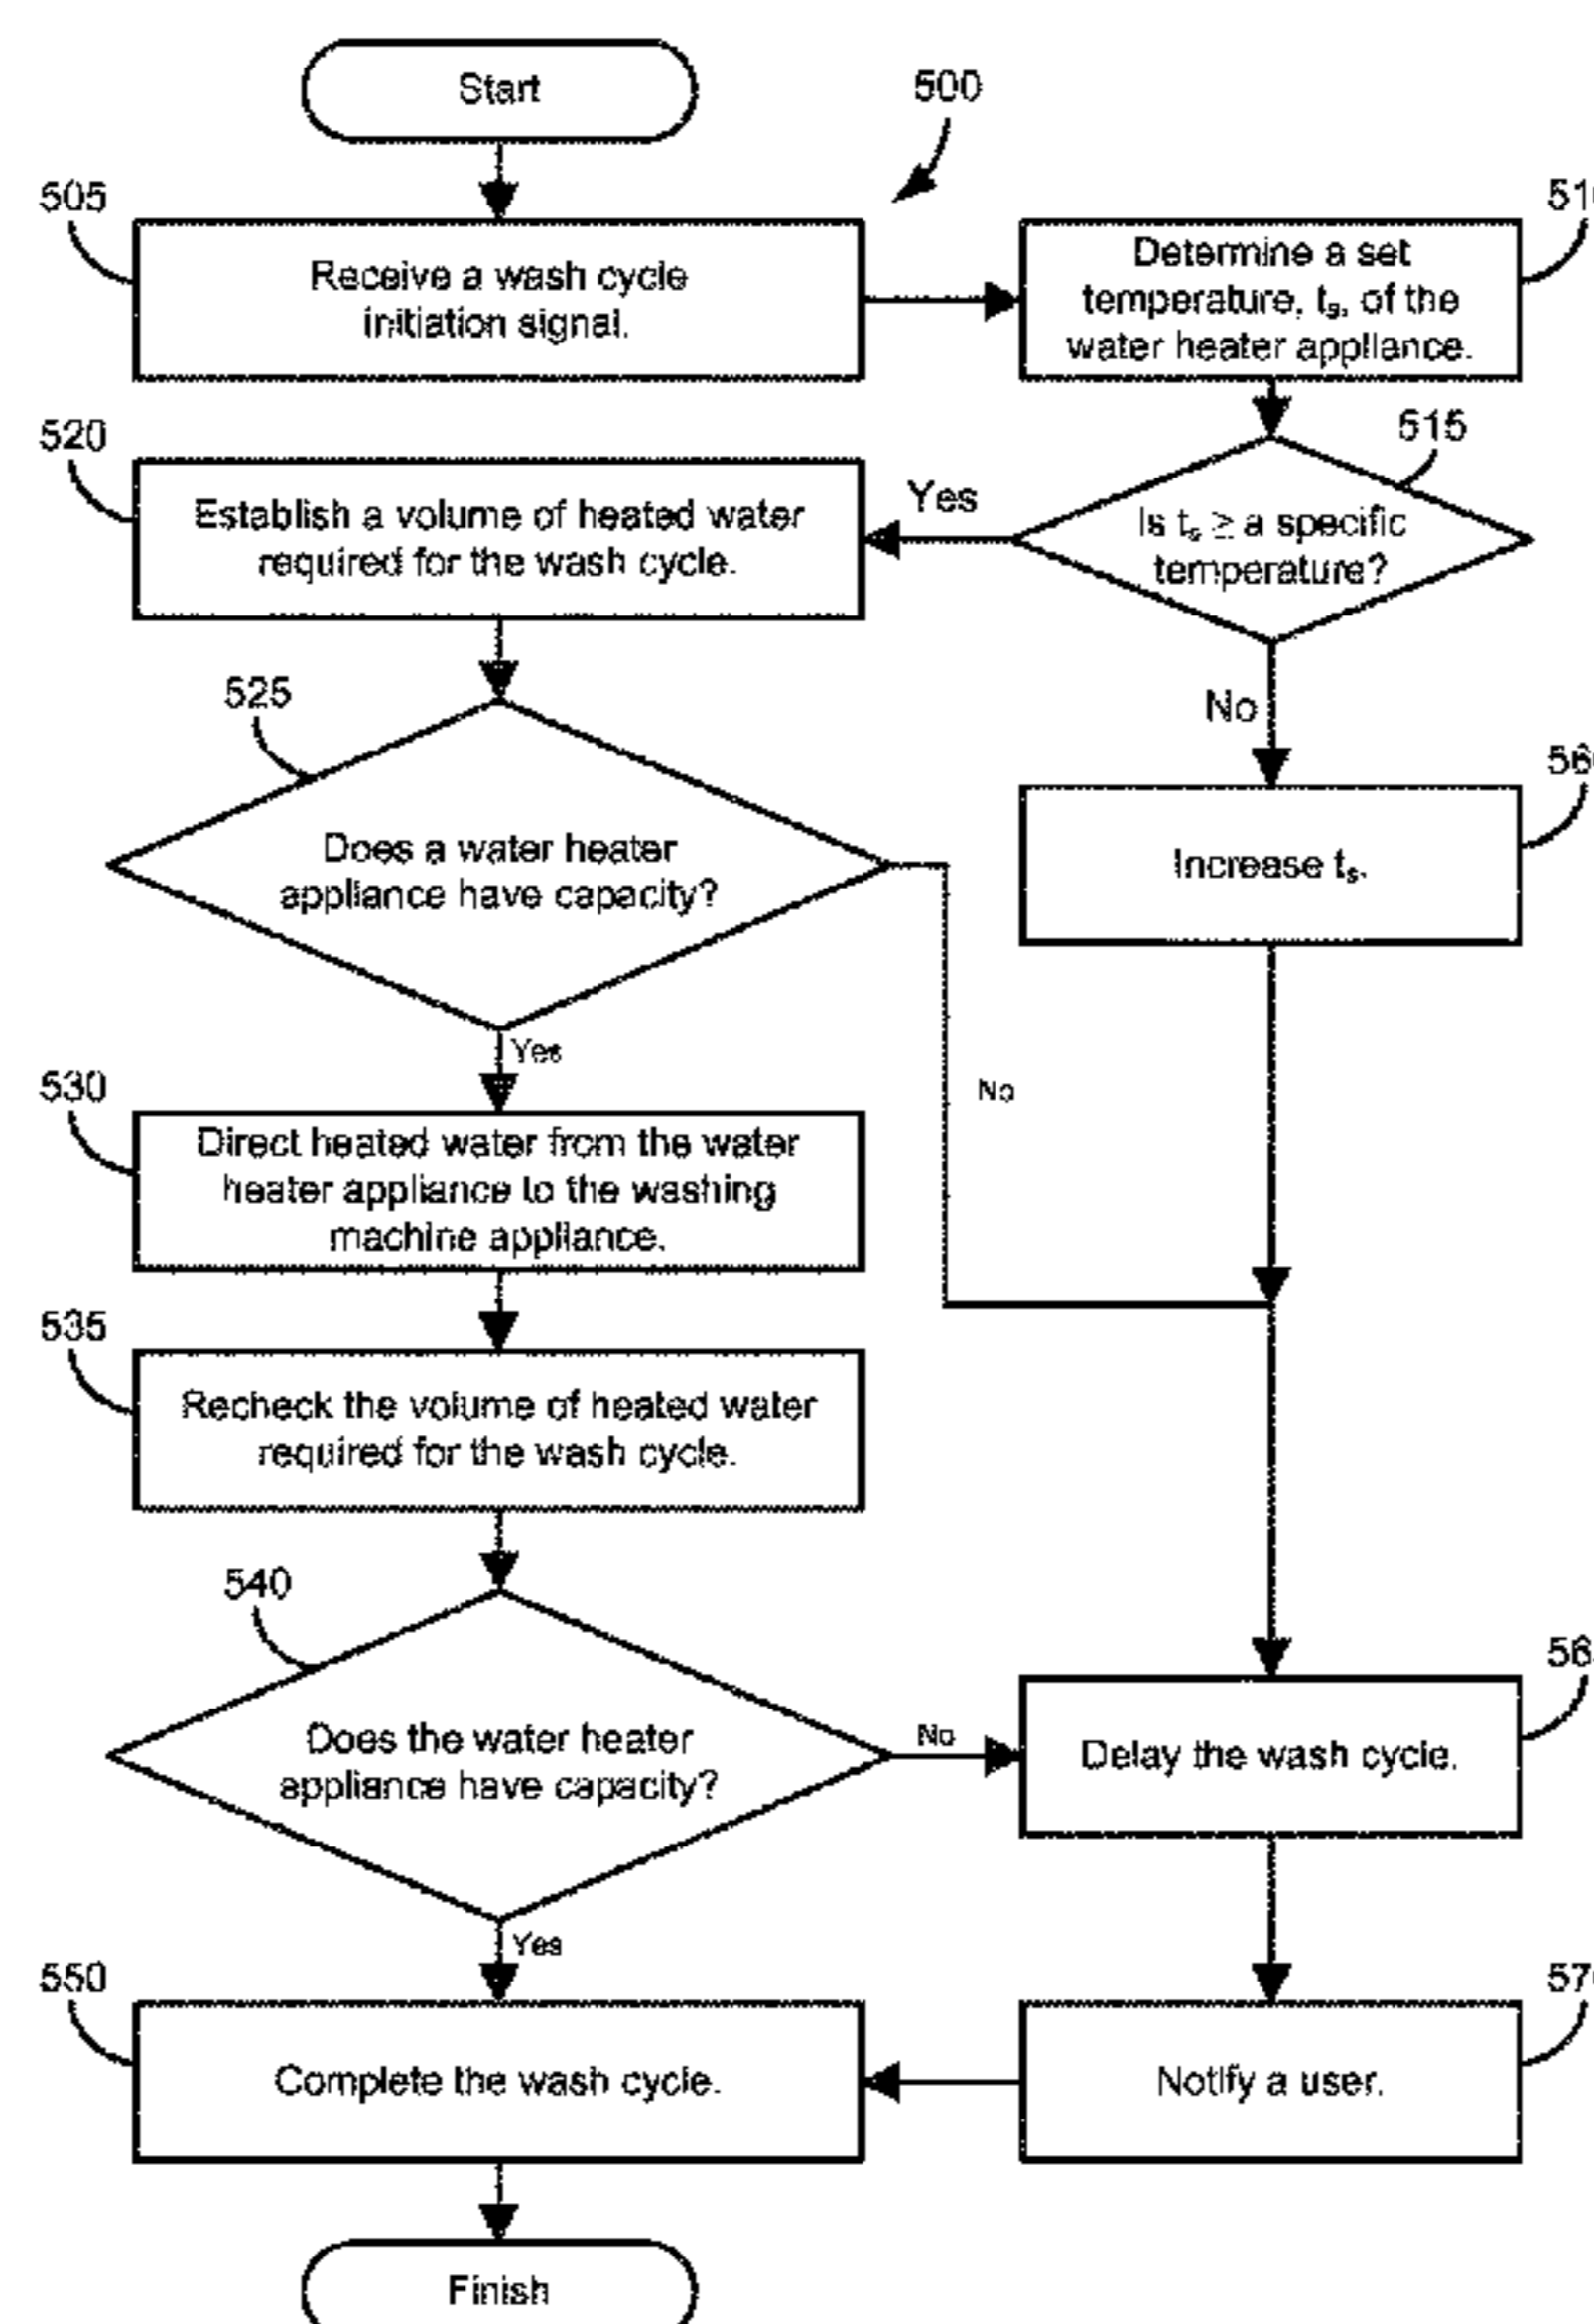 Start
500
505
Receive a wash cycle
initiation signal.
Determine a set
temperature, tₛ, of the
water heater appliance.
515
520
Establish a volume of heated water
required for the wash cycle.
Yes
Is tₛ ≥ a specific
temperature?
No
525
Does a water heater
appliance have capacity?
Increase tₛ.
Yes
No
530
Direct heated water from the water
heater appliance to the washing
machine appliance.
535
Recheck the volume of heated water
required for the wash cycle.
540
Does the water heater
appliance have capacity?
No
Delay the wash cycle.
Yes
550
Complete the wash cycle.
Notify a user.
Finish